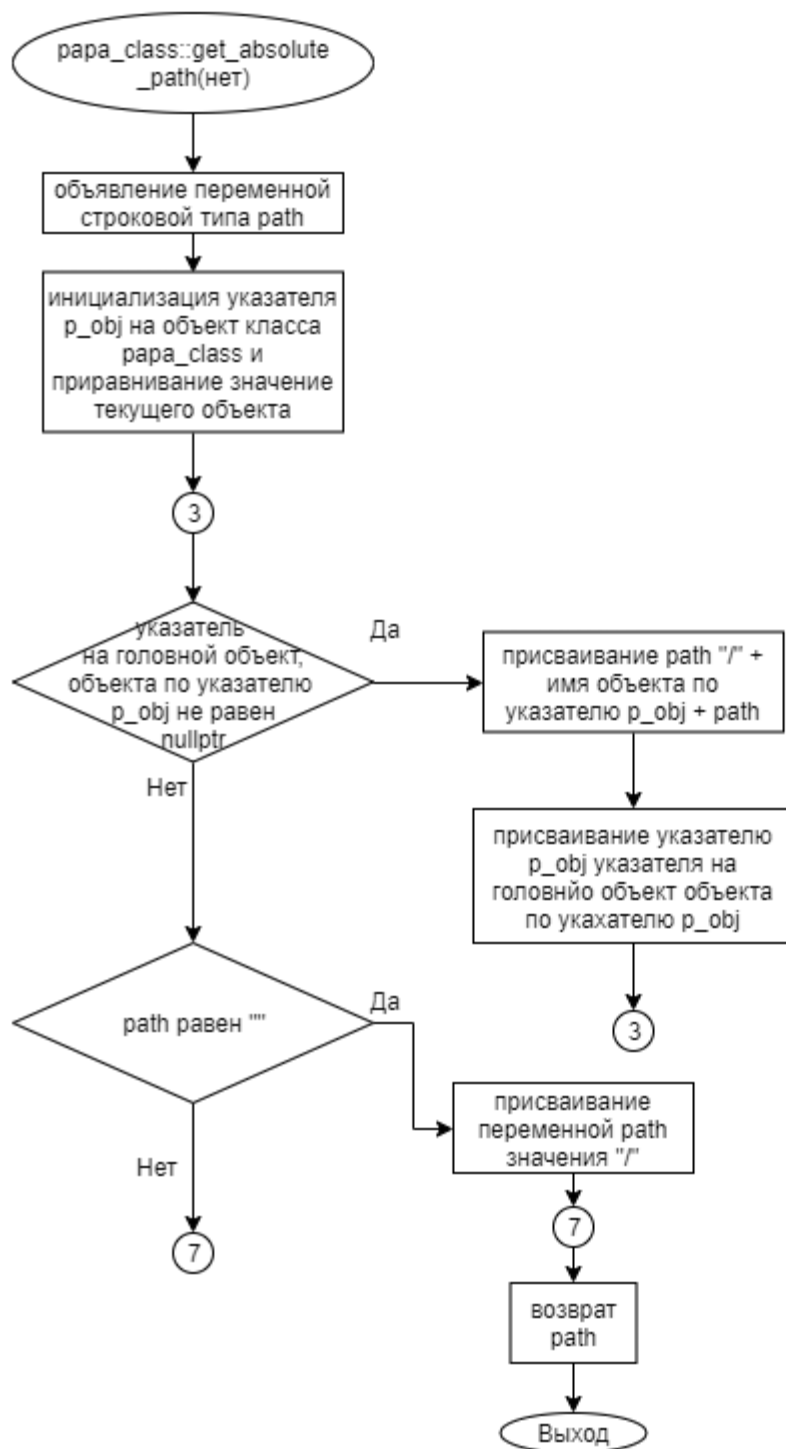 papa_class::get_absolute
_path(нет)
объявление переменной
строковой типа path
инициализация указателя
p_obj на объект класса
papa_class и
приравнивание значение
текущего объекта
3
указатель
на головной объект,
объекта по указателю
p_obj не равен
nullptr
Да
присваивание path "/" +
имя объекта по
указателю p_obj + path
присваивание указателю
p_obj указателя на
головнйо объект объекта
по укахателю p_obj
3
Нет
path равен ""
Да
присваивание
переменной path
значения "/"
Нет
7
7
возврат
path
Выход